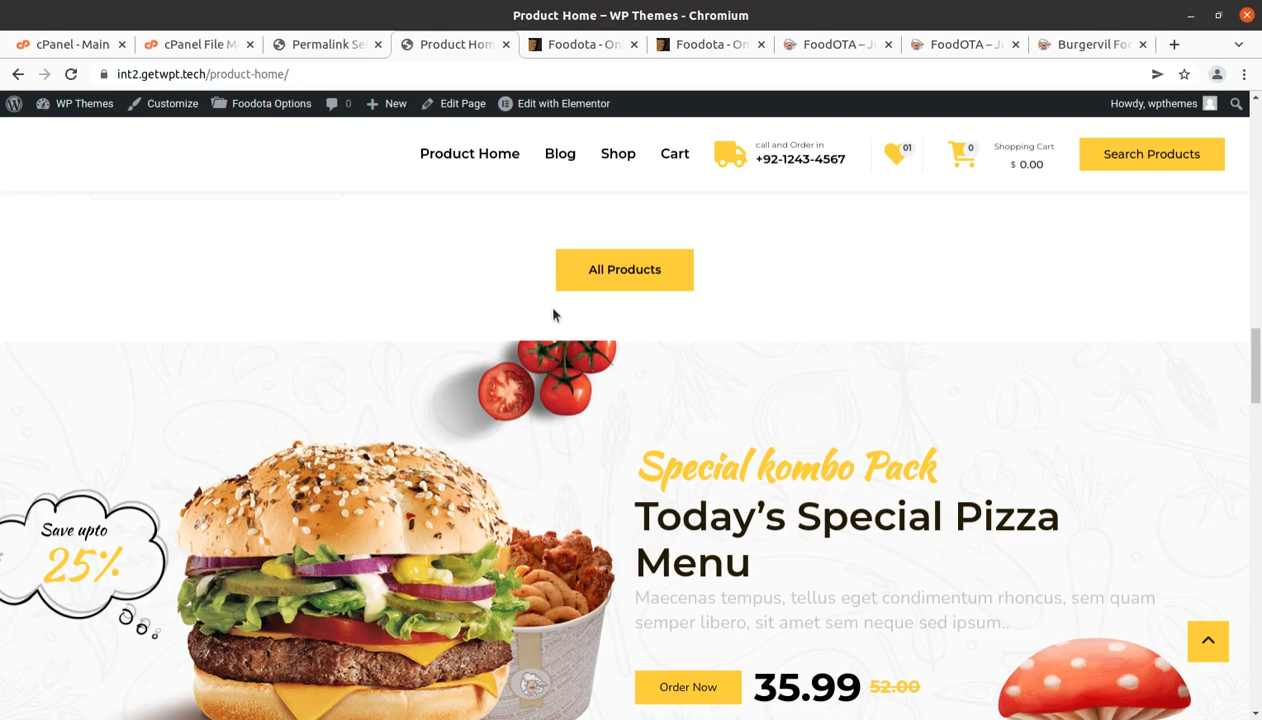 Product Home – WP Themes - Chromium
cPanel - Main
cPanel File M
Permalink Se
Product Hom
Foodota - On
Foodota - On
FoodOTA – J
FoodOTA – J
Burgervil Fo
int2.getwpt.tech/product-home/
WP Themes
Customize
Foodota Options
0
New
Edit Page
Edit with Elementor
Howdy, wpthemes
Product Home
Blog
Shop
Cart
call and Order in
+92-1243-4567
01
0
Shopping Cart
$ 0.00
Search Products
All Products
Save upto
25%
Special kombo Pack
Today’s Special Pizza
Menu
Maecenas tempus, tellus eget condimentum rhoncus, sem quam
semper libero, sit amet sem neque sed ipsum..
Order Now
35.99
52.00